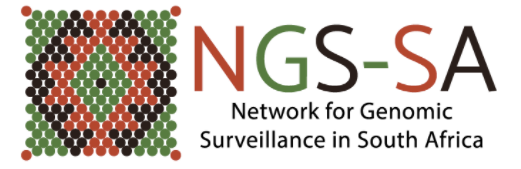 NGS-SA
Network for Genomic
Surveillance in South Africa